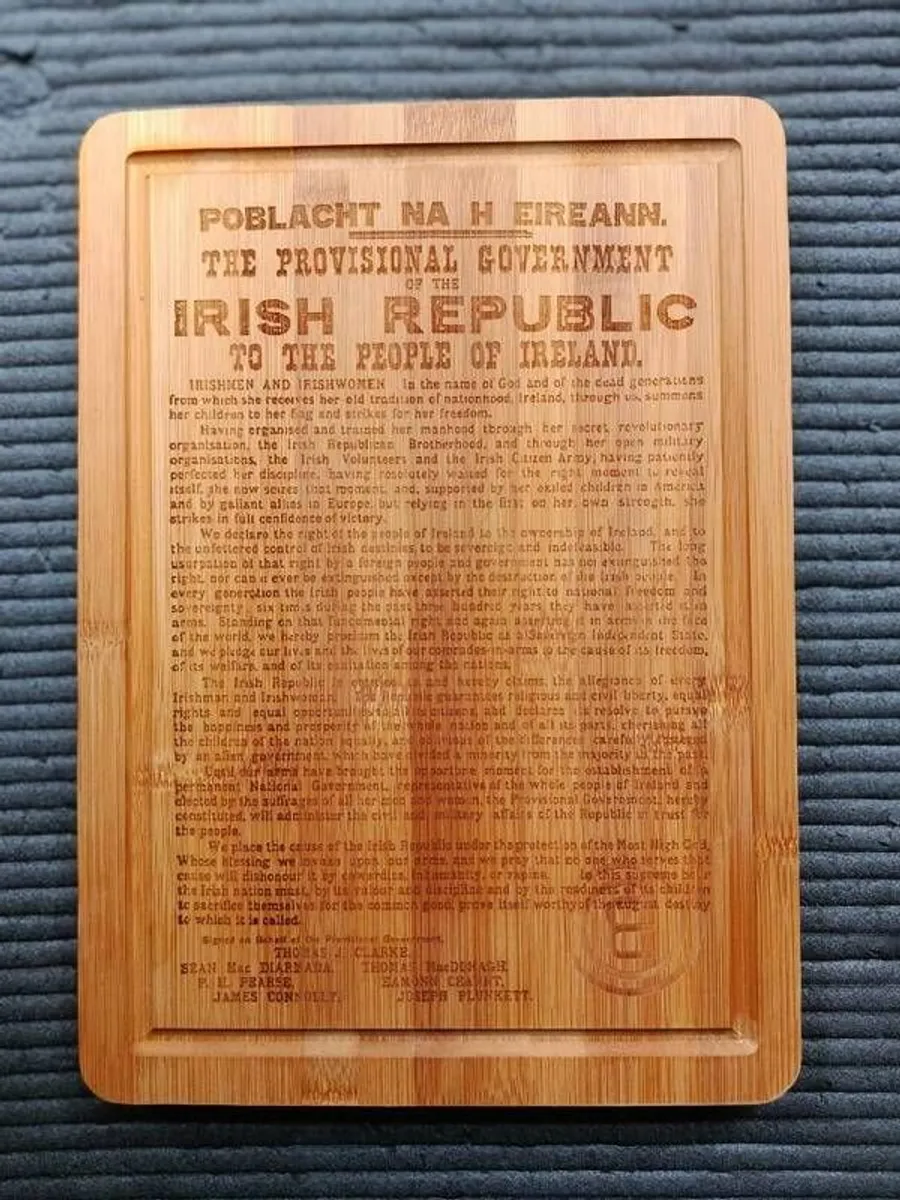 POBLACHT NA H EIREANN.
THE PROVISIONAL GOVERNMENT
OF THE
IRISH REPUBLIC
TO THE PEOPLE OF IRELAND.
IRISHMEN AND IRISHWOMEN In the name of God and of the dead generations
from which she receives her old tradition of nationhood, Ireland, through us, summons
her children to her flag and strikes for her freedom.
Having organised and trained her manhood through her secret revolutionary
organisation, the Irish Republican Brotherhood, and through her open military
organisations, the Irish Volunteers and the Irish Citizen Army, having patiently
perfected her discipline, having resolutely waited for the right moment to reveal
itself, she now seizes that moment, and, supported by her exiled children in America
and by gallant allies in Europe, but relying in the first on her own strength, she
strikes in full confidence of victory.
We declare the right of the people of Ireland to the ownership of Ireland, and to
the unfettered control of Irish destinies, to be sovereign and indefeasible. The long
usurpation of that right by a foreign people and government has not extinguished the
right, nor can it ever be extinguished except by the destruction of the Irish people. In
every generation the Irish people have asserted their right to national freedom and
sovereignty; six times during the past three hundred years they have asserted it in
arms. Standing on that fundamental right and again asserting it in arms in the face
of the world, we hereby proclaim the Irish Republic as a Sovereign Independent State,
and we pledge our lives and the lives of our comrades-in-arms to the cause of its freedom,
of its welfare, and of its exaltation among the nations.
The Irish Republic is entitled to and hereby claims, the allegiance of every
Irishman and Irishwoman. The Republic guarantees religious and civil liberty, equal
rights and equal opportunities to all its citizens, and declares its resolve to pursue
the happiness and prosperity of the whole nation and of all its parts, cherishing all
the children of the nation equally, and oblivious of the differences carefully fostered
by an alien government, which have divided a minority from the majority in the past.
Until our arms have brought the opportune moment for the establishment of a
permanent National Government, representative of the whole people of Ireland and
elected by the suffrages of all her men and women, the Provisional Government, hereby
constituted, will administer the civil and military affairs of the Republic in trust for
the people.
We place the cause of the Irish Republic under the protection of the Most High God,
Whose blessing we invoke upon our arms, and we pray that no one who serves that
cause will dishonour it by cowardice, inhumanity, or rapine. In this supreme hour
the Irish nation must, by its valour and discipline and by the readiness of its children
to sacrifice themselves for the common good, prove itself worthy of the august destiny
to which it is called.
Signed on Behalf of the Provisional Government,
THOMAS J. CLARKE,
SEAN Mac DIARMADA, THOMAS MacDONAGH,
P. H. PEARSE, EAMONN CEANNT,
JAMES CONNOLLY, JOSEPH PLUNKETT.